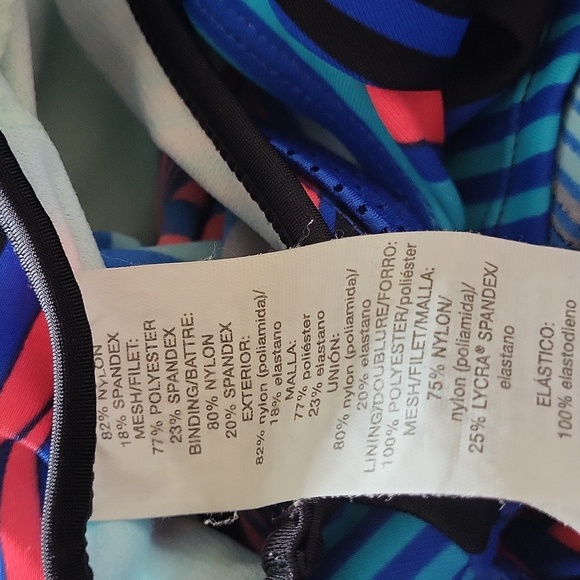 82% NYLON
18% SPANDEX
MESH/FILET:
77% POLYESTER
23% SPANDEX
BINDING/BATTRE:
80% NYLON
20% SPANDEX
EXTERIOR:
82% nylon (poliamida)/
18% elastano
MALLA:
77% poliéster
23% elastano
UNIÓN:
80% nylon (poliamida)/
20% elastano
LINING/DOUBLURE/FORRO:
100% POLYESTER/poliéster
MESH/FILET/MALLA:
75% NYLON/
nylon (poliamida)/
25% LYCRA® SPANDEX/
elastano
ELÁSTICO:
100% elastodieno